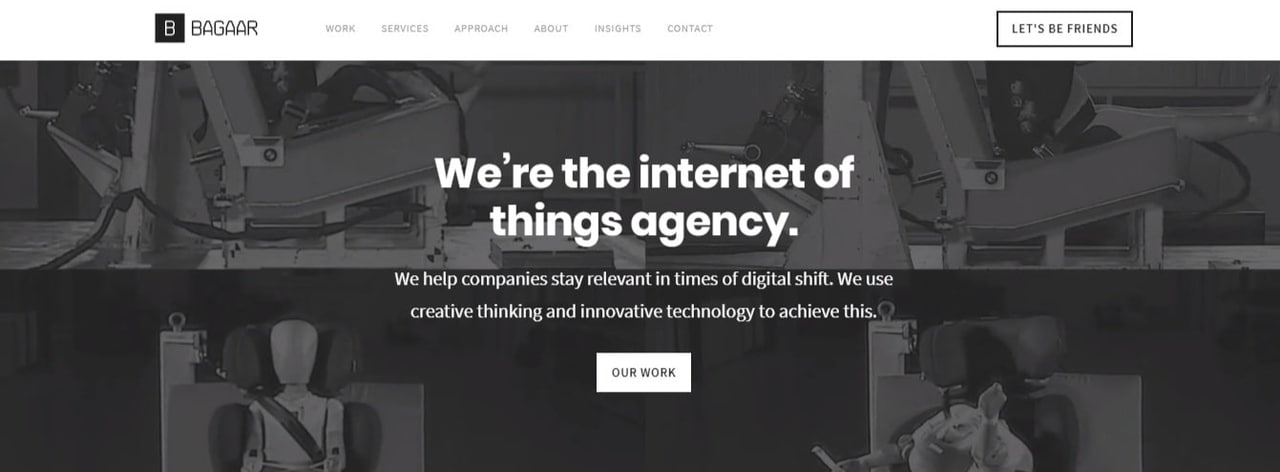 B BAGAAR
WORK SERVICES APPROACH ABOUT INSIGHTS CONTACT
LET'S BE FRIENDS
We’re the internet of
things agency.
We help companies stay relevant in times of digital shift. We use
creative thinking and innovative technology to achieve this.
OUR WORK